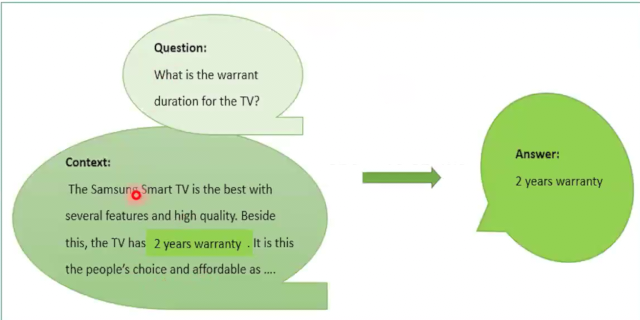 Question:
What is the warrant
duration for the TV?
Context:
The Samsung Smart TV is the best with
several features and high quality. Beside
this, the TV has 2 years warranty . It is this
the people's choice and affordable as ....
Answer:
2 years warranty